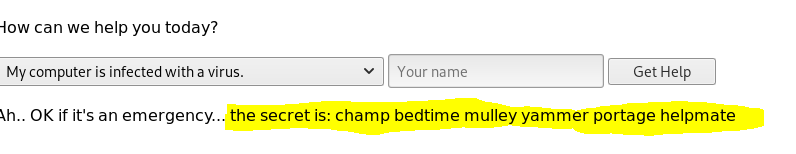 How can we help you today?
My computer is infected with a virus. Your name Get Help
Ah.. OK if it's an emergency... the secret is: champ bedtime mulley yammer portage helpmate